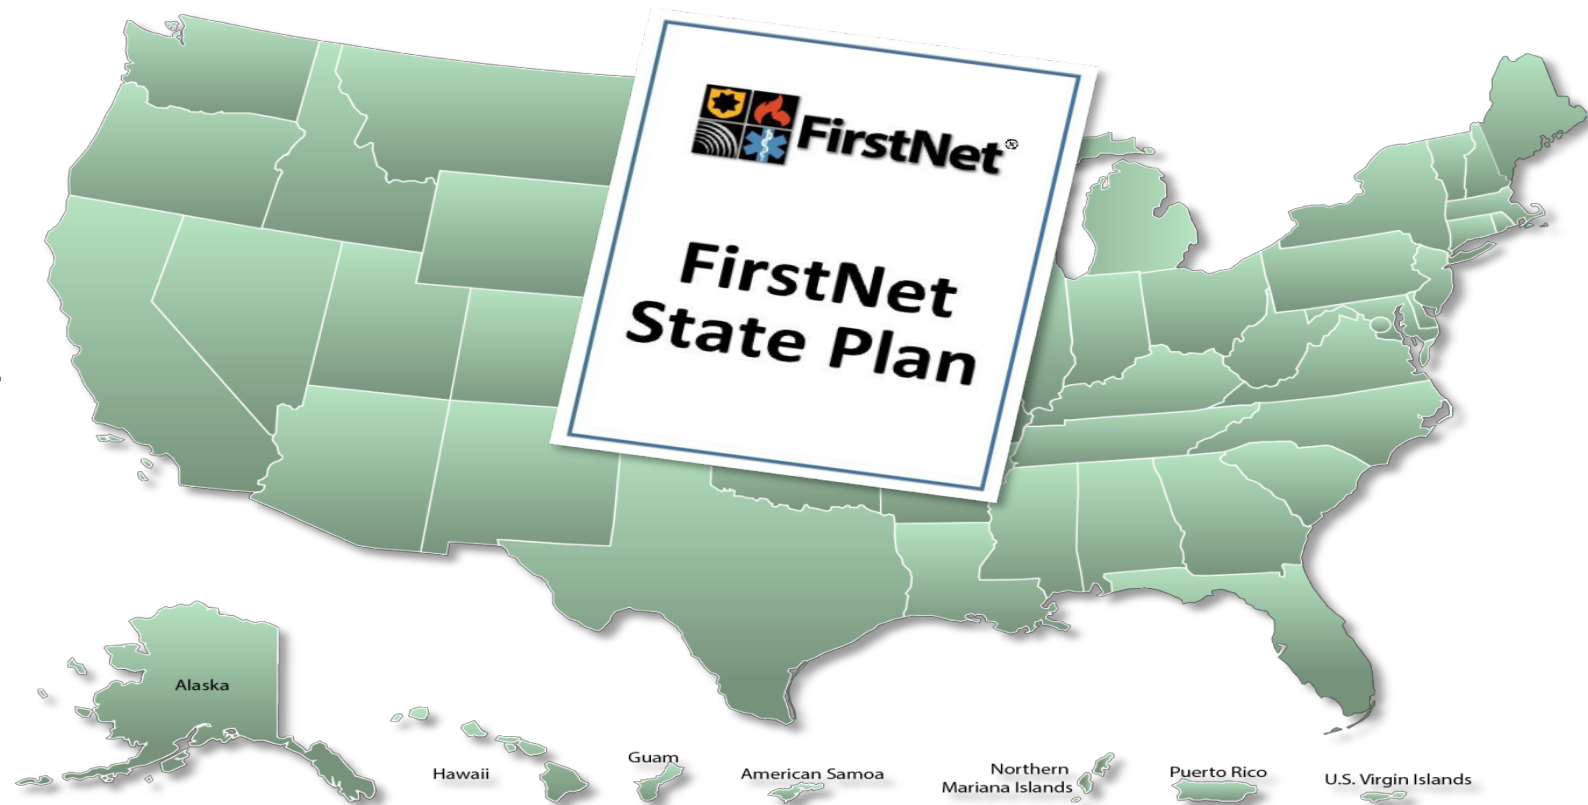 FirstNet®
FirstNet
State Plan
Alaska
Hawaii
Guam
American Samoa
Northern
Mariana Islands
Puerto Rico
U.S. Virgin Islands